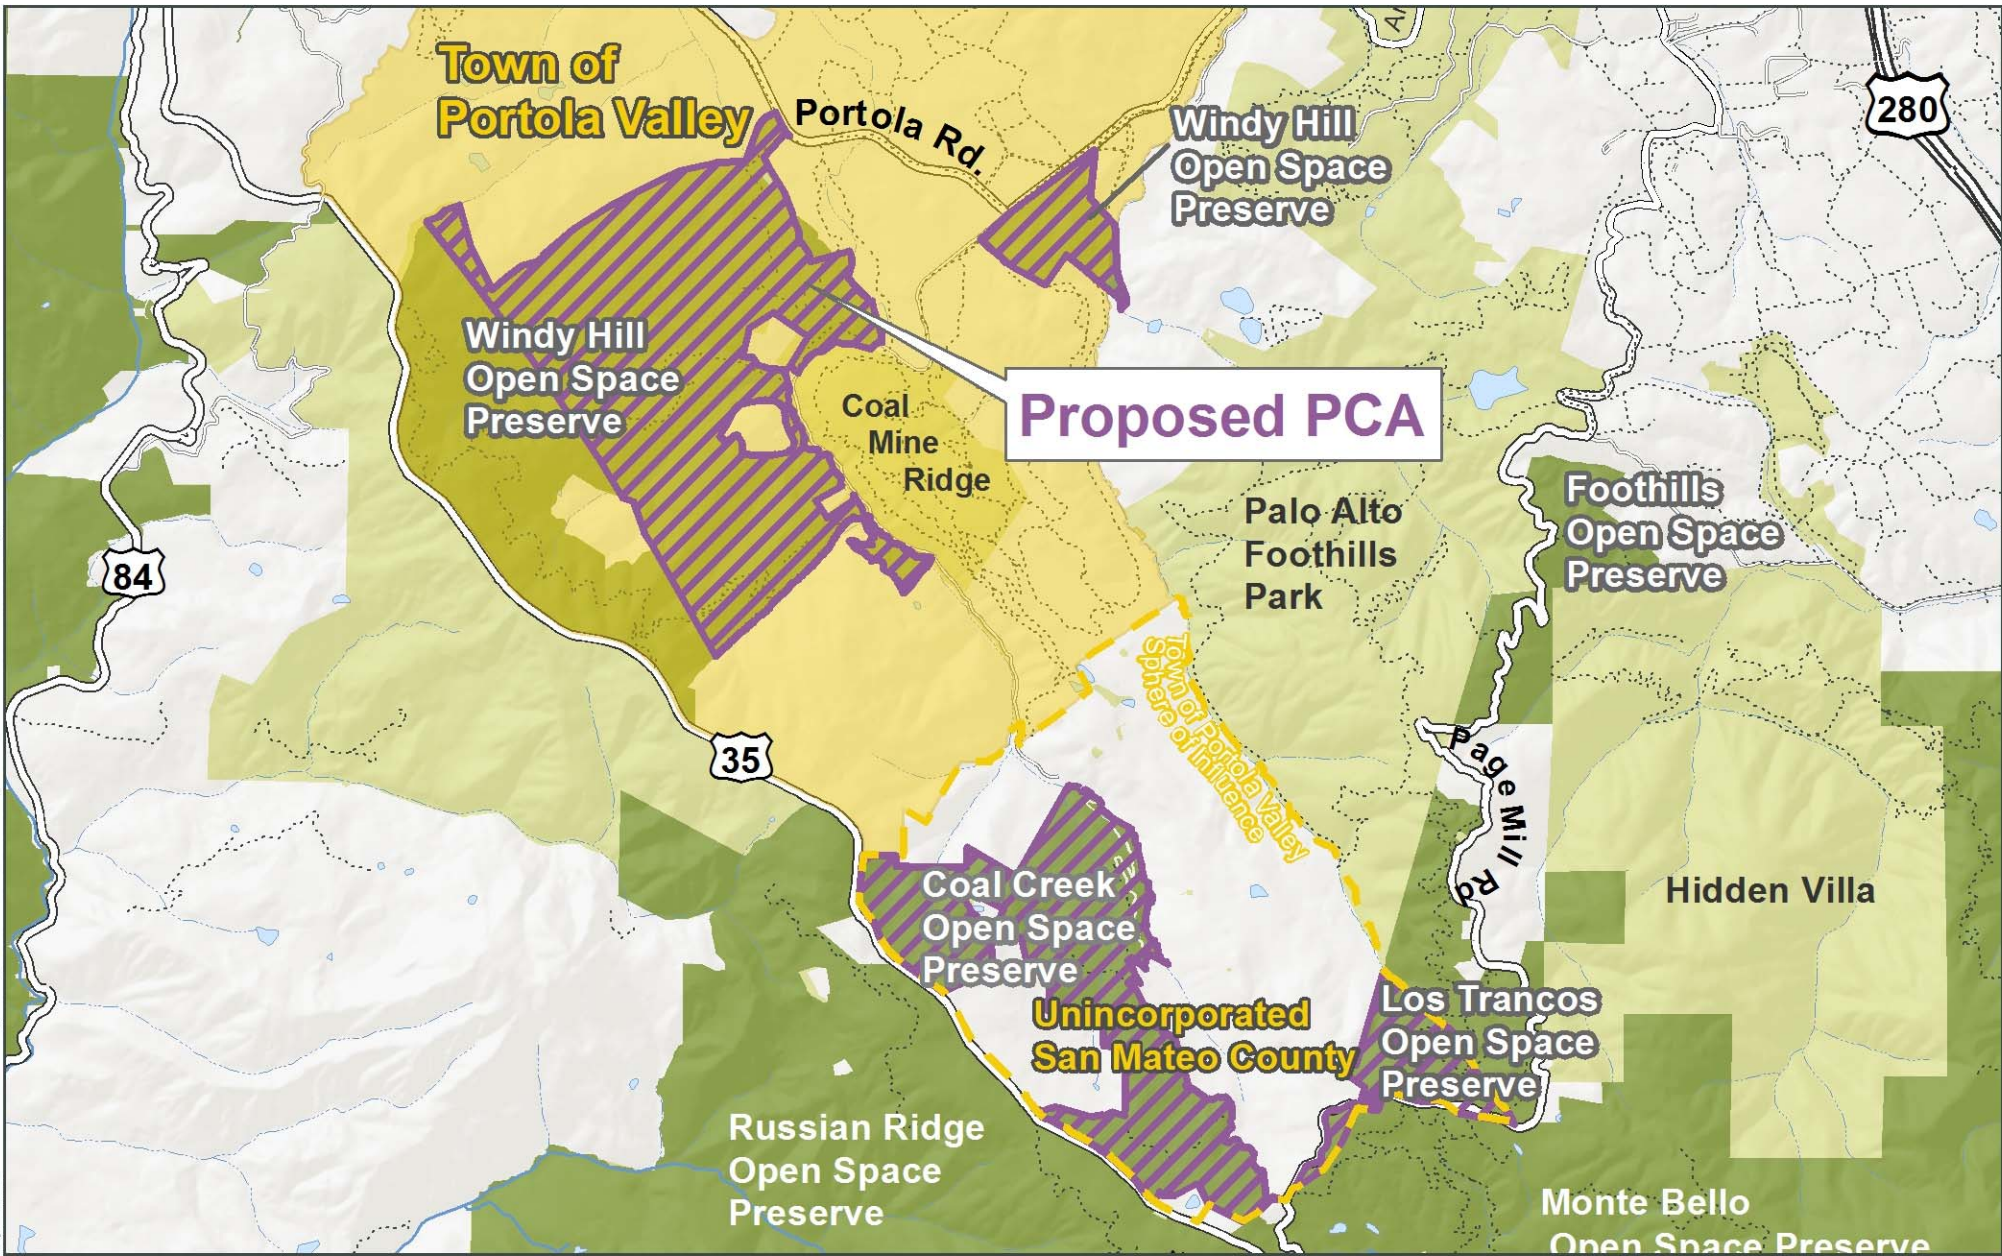 Town of
Portola Valley
Portola Rd.
Windy Hill
Open Space
Preserve
280
Windy Hill
Open Space
Preserve
Coal
Mine
Ridge
Proposed PCA
Palo Alto
Foothills
Park
Foothills
Open Space
Preserve
84
35
Town of Portola Valley
Sphere of Influence
Page Mill Rd
Hidden Villa
Coal Creek
Open Space
Preserve
Unincorporated
San Mateo County
Los Trancos
Open Space
Preserve
Russian Ridge
Open Space
Preserve
Monte Bello
Open Space Preserve